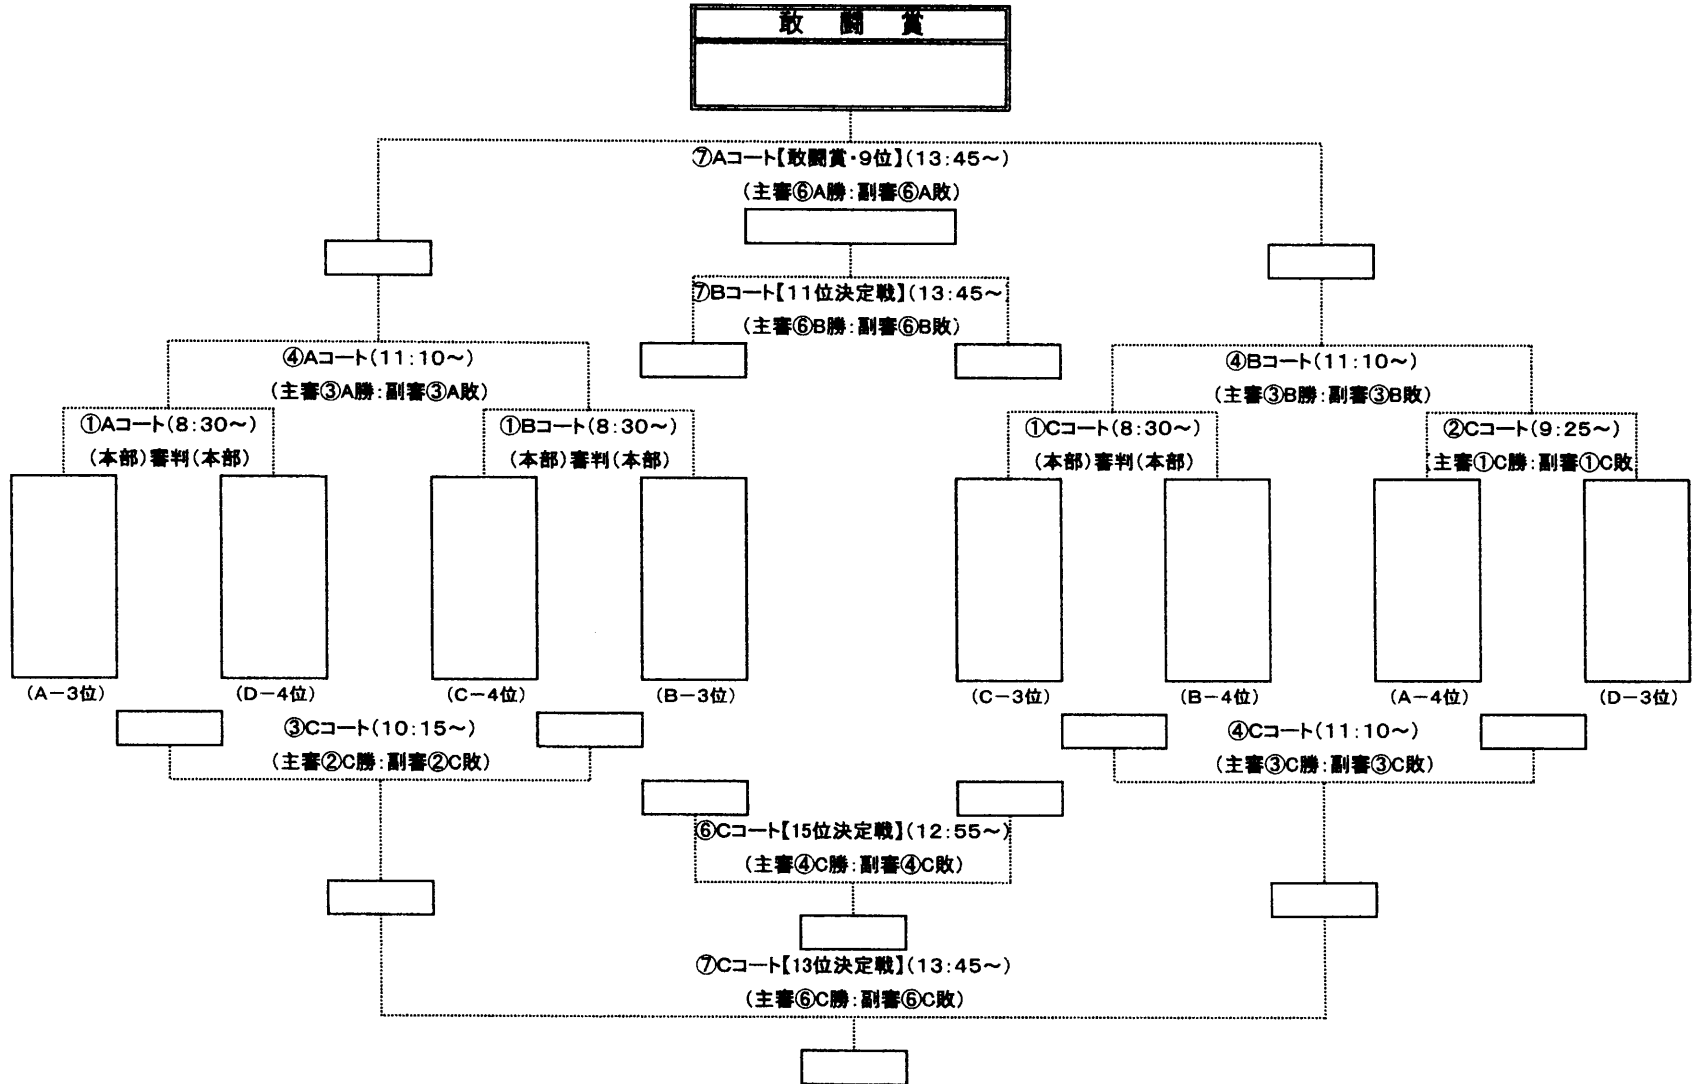 敢闘賞
⑦Aコート【敢闘賞・9位】(13:45～)
(主審⑥A勝:副審⑥A敗)
⑦Bコート【11位決定戦】(13:45～
(主審⑥B勝:副審⑥B敗)
④Aコート(11:10～)
(主審③A勝:副審③A敗)
④Bコート(11:10～)
(主審③B勝:副審③B敗)
①Aコート(8:30～)
(本部)審判(本部)
①Bコート(8:30～)
(本部)審判(本部)
①Cコート(8:30～)
(本部)審判(本部)
②Cコート(9:25～)
(主審①C勝:副審①C敗
(A－3位)
(D－4位)
(C－4位)
(B－3位)
(C－3位)
(B－4位)
(A－4位)
(D－3位)
③Cコート(10:15～)
(主審②C勝:副審②C敗)
④Cコート(11:10～)
(主審③C勝:副審③C敗)
⑥Cコート【15位決定戦】(12:55～)
(主審④C勝:副審④C敗)
⑦Cコート【13位決定戦】(13:45～)
(主審⑥C勝:副審⑥C敗)